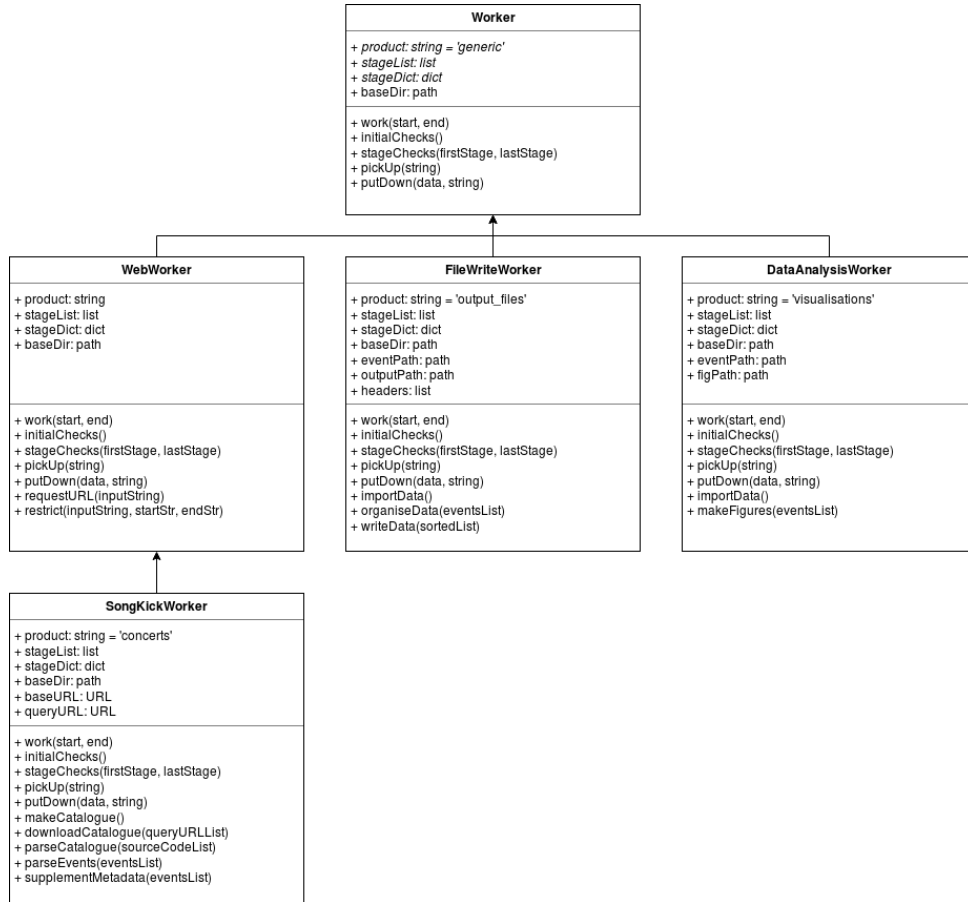 Worker
+ product: string = 'generic'
+ stageList: list
+ stageDict: dict
+ baseDir: path
+ work(start, end)
+ initialChecks()
+ stageChecks(firstStage, lastStage)
+ pickUp(string)
+ putDown(data, string)
WebWorker
+ product: string
+ stageList: list
+ stageDict: dict
+ baseDir: path
+ work(start, end)
+ initialChecks()
+ stageChecks(firstStage, lastStage)
+ pickUp(string)
+ putDown(data, string)
+ requestURL(inputString)
+ restrict(inputString, startStr, endStr)
FileWriteWorker
+ product: string = 'output_files'
+ stageList: list
+ stageDict: dict
+ baseDir: path
+ eventPath: path
+ outputPath: path
+ headers: list
+ work(start, end)
+ initialChecks()
+ stageChecks(firstStage, lastStage)
+ pickUp(string)
+ putDown(data, string)
+ importData()
+ organiseData(eventsList)
+ writeData(sortedList)
DataAnalysisWorker
+ product: string = 'visualisations'
+ stageList: list
+ stageDict: dict
+ baseDir: path
+ eventPath: path
+ figPath: path
+ work(start, end)
+ initialChecks()
+ stageChecks(firstStage, lastStage)
+ pickUp(string)
+ putDown(data, string)
+ importData()
+ makeFigures(eventsList)
SongKickWorker
+ product: string = 'concerts'
+ stageList: list
+ stageDict: dict
+ baseDir: path
+ baseURL: URL
+ queryURL: URL
+ work(start, end)
+ initialChecks()
+ stageChecks(firstStage, lastStage)
+ pickUp(string)
+ putDown(data, string)
+ makeCatalogue()
+ downloadCatalogue(queryURLList)
+ parseCatalogue(sourceCodeList)
+ parseEvents(eventsList)
+ supplementMetadata(eventsList)